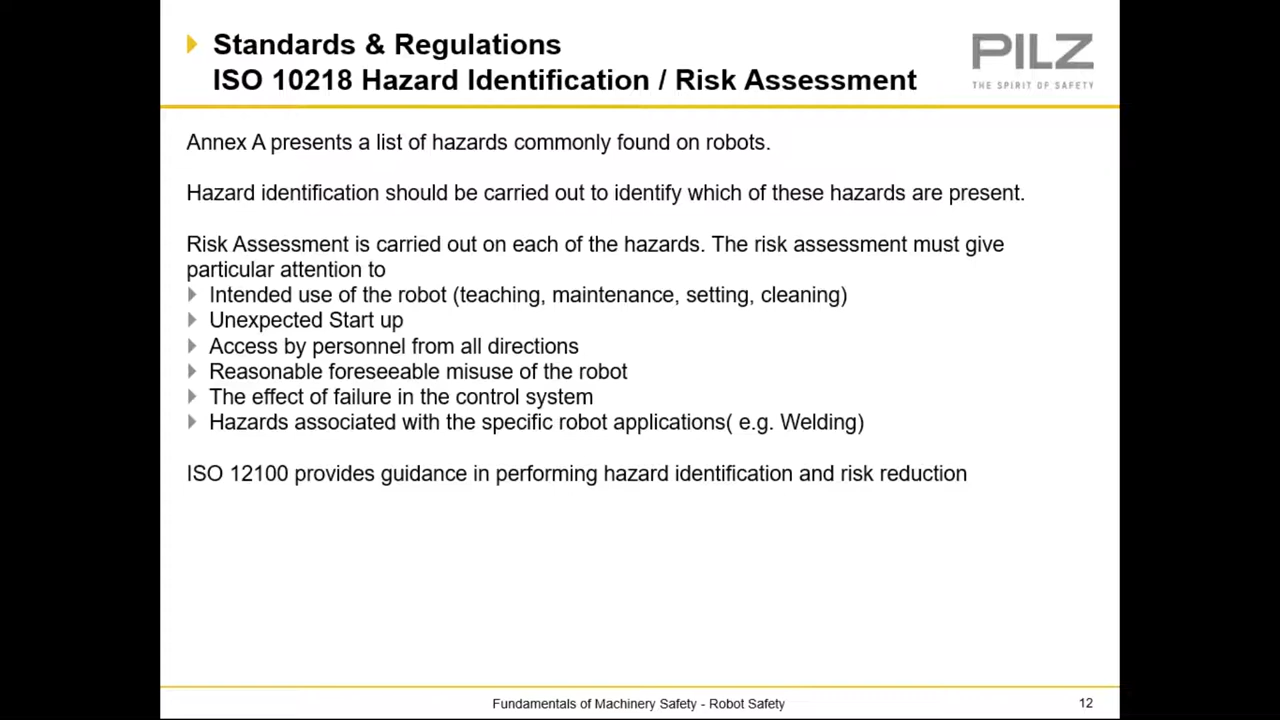 Standards & Regulations
ISO 10218 Hazard Identification / Risk Assessment
PILZ
THE SPIRIT OF SAFETY
Annex A presents a list of hazards commonly found on robots.
Hazard identification should be carried out to identify which of these hazards are present.
Risk Assessment is carried out on each of the hazards. The risk assessment must give
particular attention to
Intended use of the robot (teaching, maintenance, setting, cleaning)
Unexpected Start up
Access by personnel from all directions
Reasonable foreseeable misuse of the robot
The effect of failure in the control system
Hazards associated with the specific robot applications( e.g. Welding)
ISO 12100 provides guidance in performing hazard identification and risk reduction
Fundamentals of Machinery Safety - Robot Safety
12